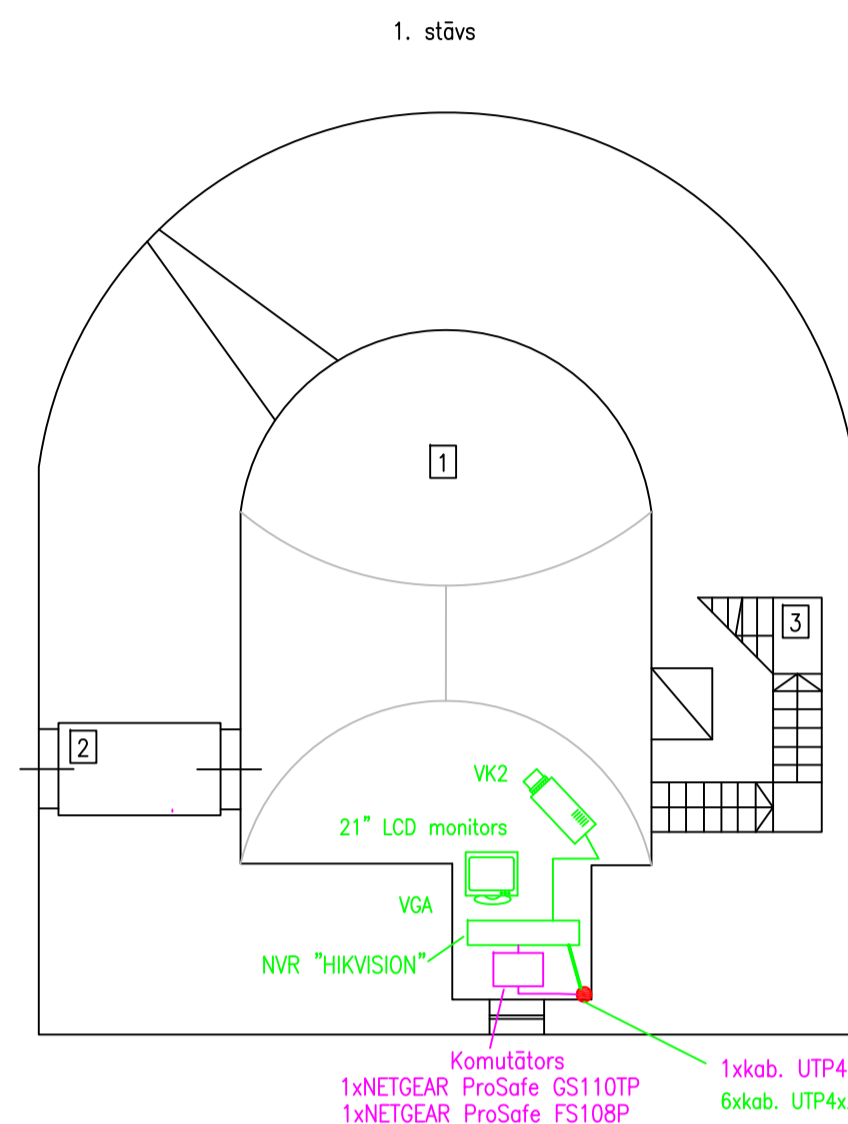 1. stāvs
1
3
2
VK2
21” LCD monitors
VGA
NVR ”HIKVISION”
Komutātors
1xNETGEAR ProSafe GS110TP
1xNETGEAR ProSafe FS108P
1xkab. UTP4
6xkab. UTP4x